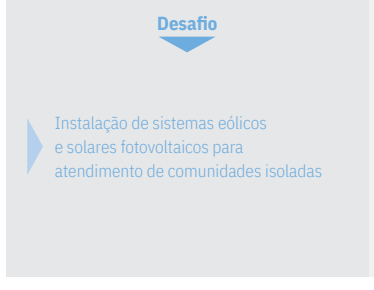 Desafio
Instalação de sistemas eólicos
e solares fotovoltaicos para
atendimento de comunidades isoladas